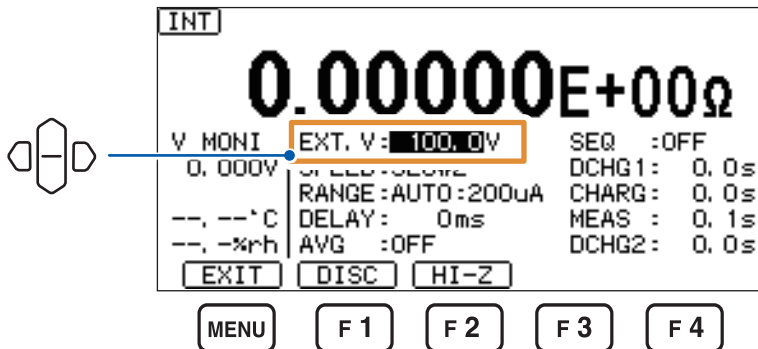 INT
0.00000E+00Ω
V MONI EXT. V: 100.0V SEQ :OFF
0.000V SPEED:SLOW2 DCHG1: 0.0s
RANGE:AUTO:200uA CHARG: 0.0s
--.--°C DELAY: 0ms MEAS : 0.1s
--.-%rh AVG :OFF DCHG2: 0.0s
EXIT DISC HI-Z
MENU F1 F2 F3 F4